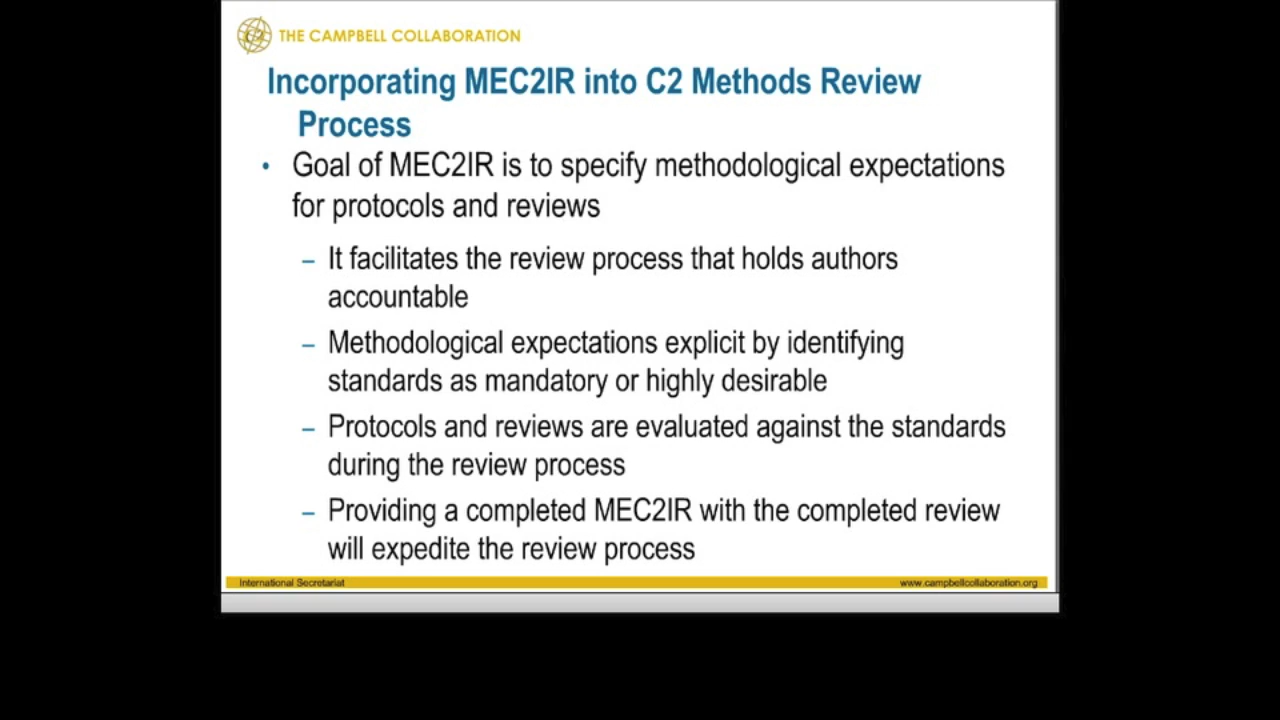 THE CAMPBELL COLLABORATION
Incorporating MEC2IR into C2 Methods Review
Process
• Goal of MEC2IR is to specify methodological expectations
for protocols and reviews
– It facilitates the review process that holds authors
accountable
– Methodological expectations explicit by identifying
standards as mandatory or highly desirable
– Protocols and reviews are evaluated against the standards
during the review process
– Providing a completed MEC2IR with the completed review
will expedite the review process
International Secretariat
www.campbellcollaboration.org